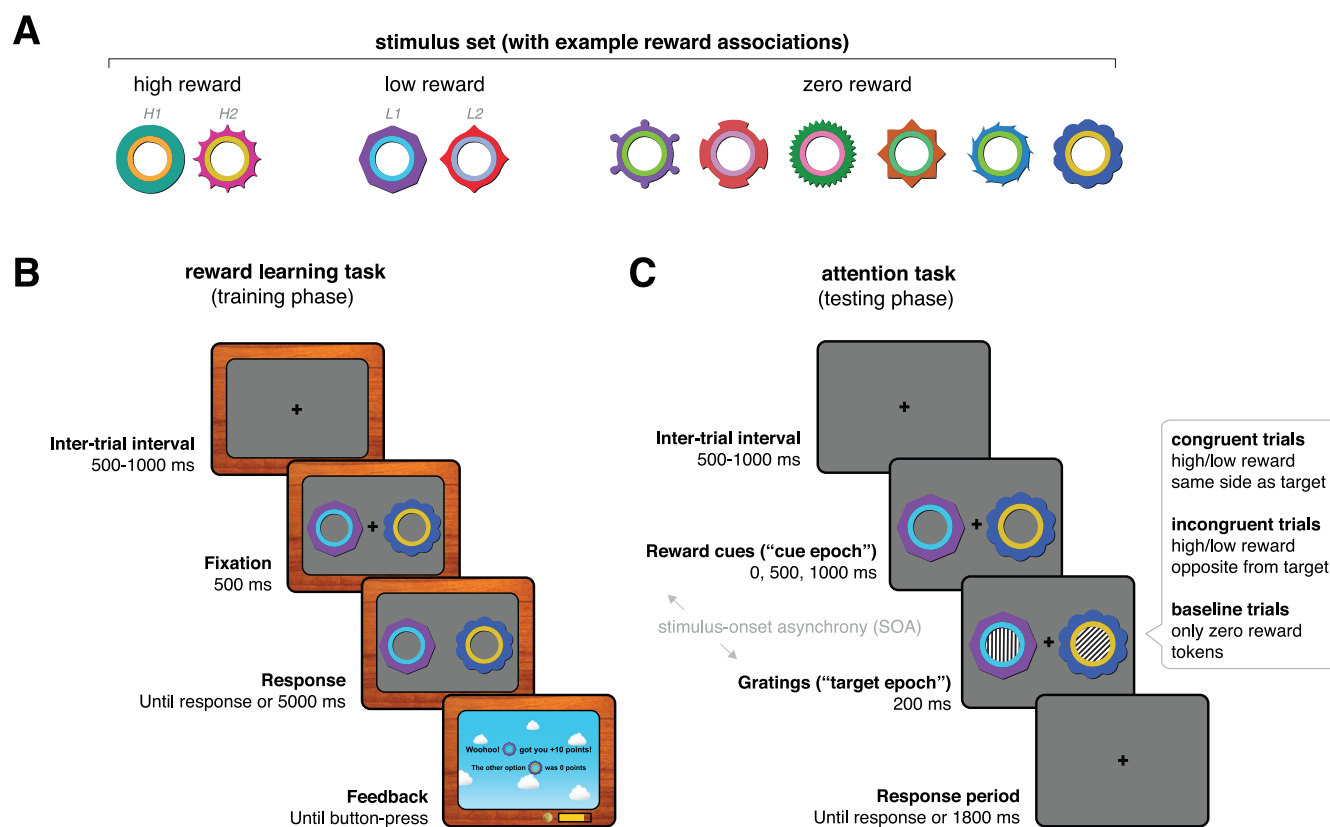 A
stimulus set (with example reward associations)
high reward
low reward
zero reward
H1
H2
L1
L2
B
reward learning task
(training phase)
Inter-trial interval
500-1000 ms
Fixation
500 ms
Response
Until response or 5000 ms
Woohoo! got you +10 points!
The other option was 0 points
Feedback
Until button-press
C
attention task
(testing phase)
Inter-trial interval
500-1000 ms
Reward cues (“cue epoch”)
0, 500, 1000 ms
stimulus-onset asynchrony (SOA)
Gratings (“target epoch”)
200 ms
Response period
Until response or 1800 ms
congruent trials
high/low reward
same side as target
incongruent trials
high/low reward
opposite from target
baseline trials
only zero reward
tokens